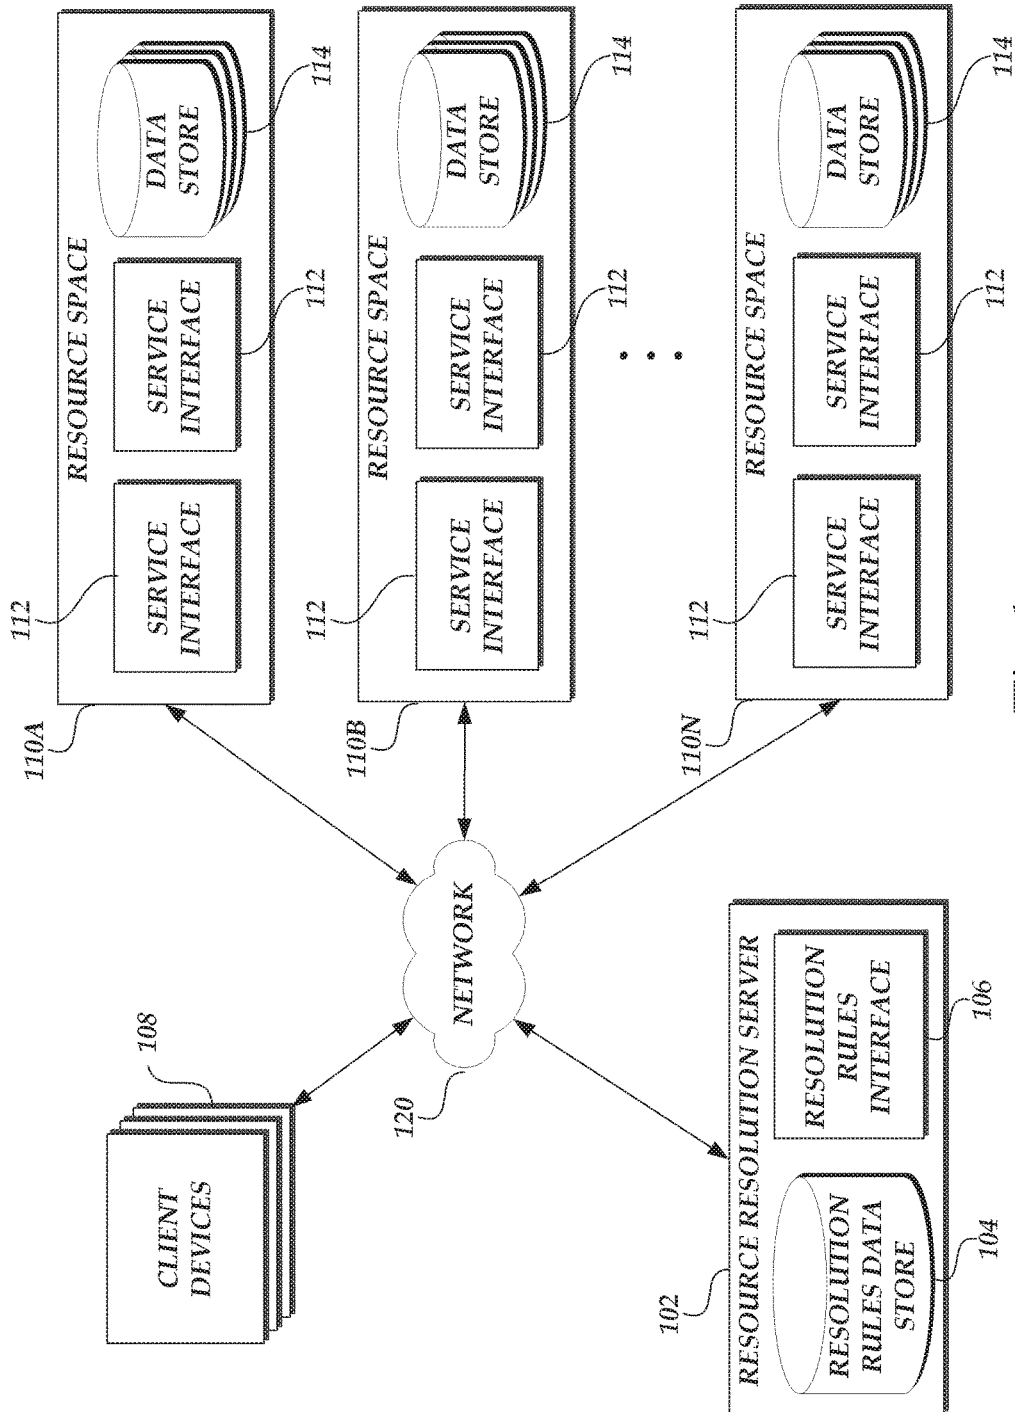 CLIENT
DEVICES
108
NETWORK
120
110A
112
RESOURCE SPACE
SERVICE
INTERFACE
SERVICE
INTERFACE
DATA
STORE
112
114
110B
112
RESOURCE SPACE
SERVICE
INTERFACE
SERVICE
INTERFACE
DATA
STORE
112
114
110N
112
RESOURCE SPACE
SERVICE
INTERFACE
SERVICE
INTERFACE
DATA
STORE
112
114
102
RESOURCE RESOLUTION SERVER
RESOLUTION
RULES DATA
STORE
RESOLUTION
RULES
INTERFACE
104
106